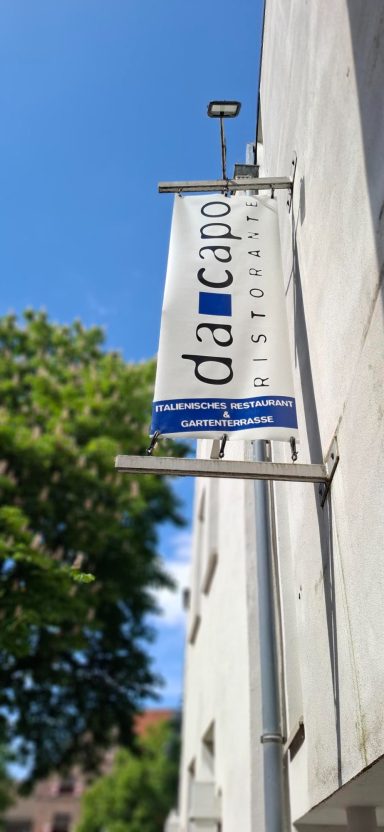 da capo
RISTORANTE
ITALIENISCHES RESTAURANT
&
GARTENTERRASSE